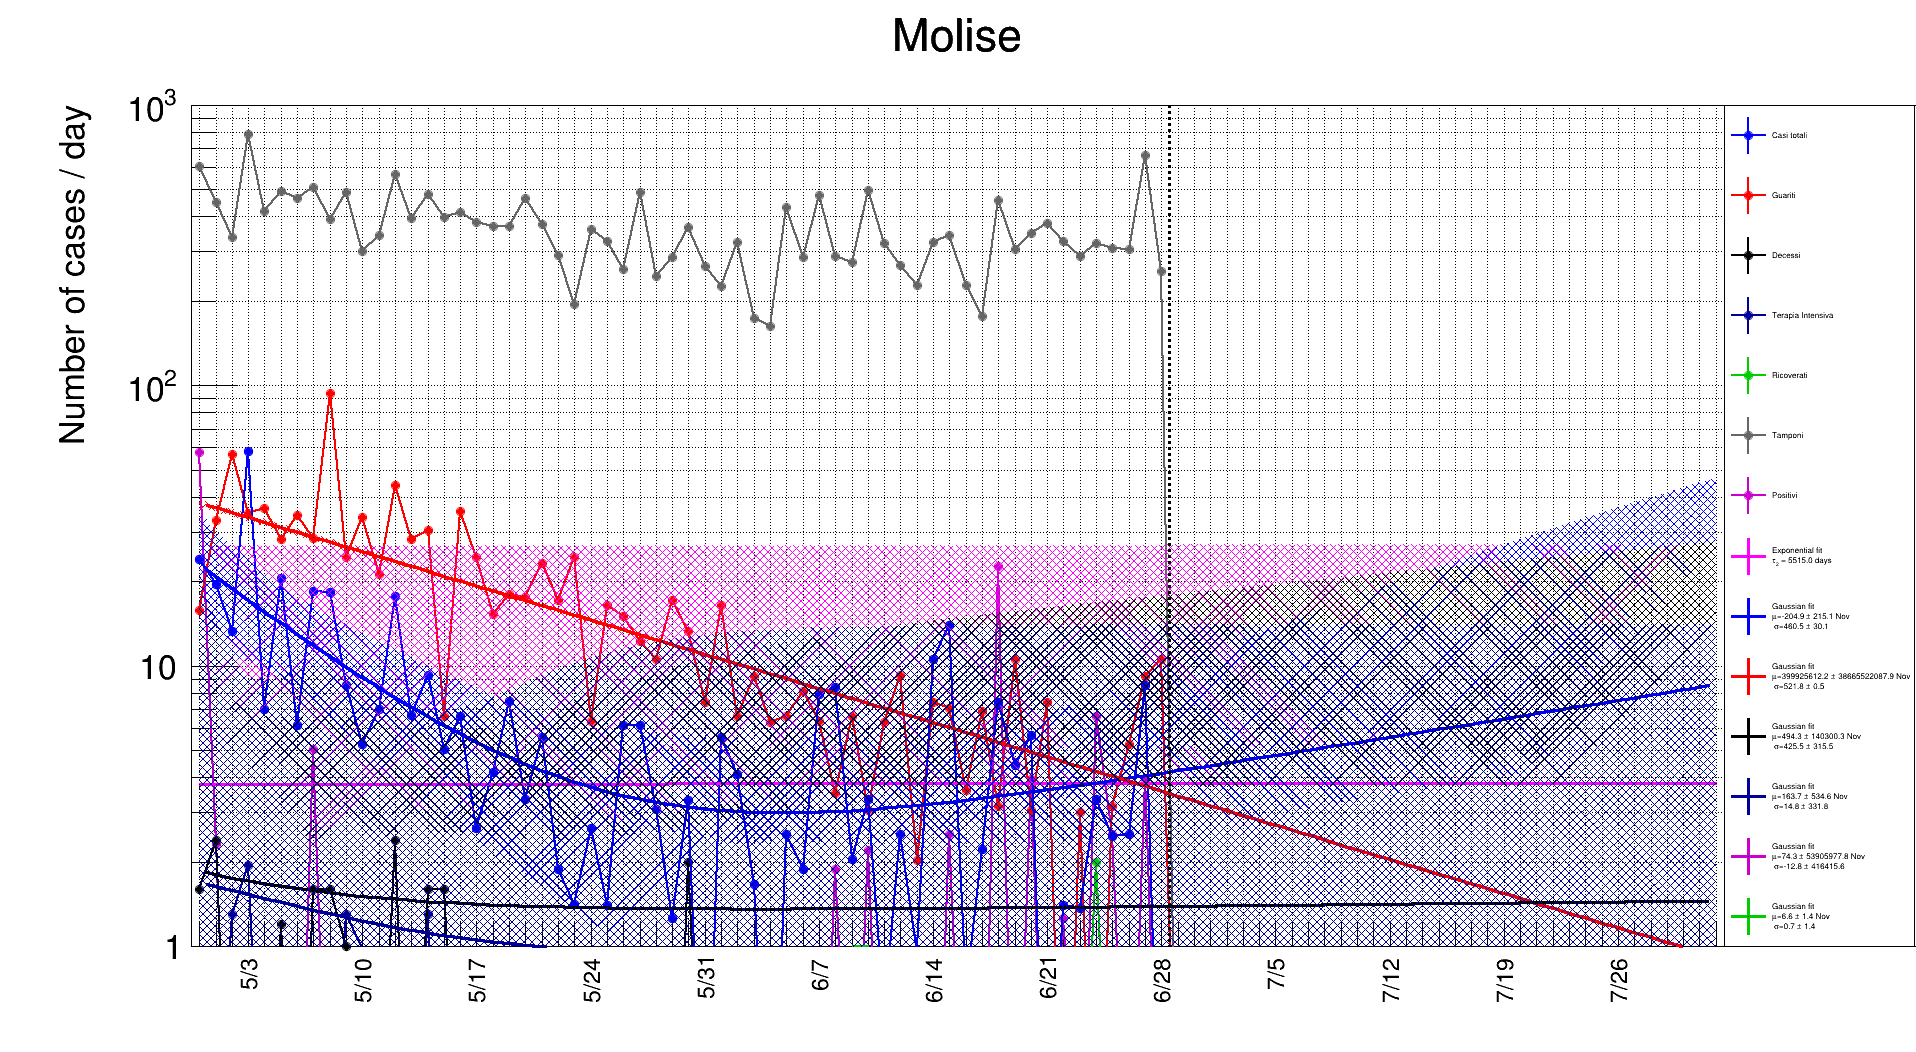 Molise
Number of cases / day
10³
10²
10
1
5/3
5/10
5/17
5/24
5/31
6/7
6/14
6/21
6/28
7/5
7/12
7/19
7/26
Casi totali
Guariti
Decessi
Terapia Intensiva
Ricoverati
Tamponi
Positivi
Exponential fit
τ₂ = 5515.0 days
Gaussian fit
μ=-204.9 ± 215.1 Nov
σ=460.5 ± 30.1
Gaussian fit
μ=399925612.2 ± 38665522087.9 Nov
σ=521.8 ± 0.5
Gaussian fit
μ=494.3 ± 140300.3 Nov
σ=425.5 ± 315.5
Gaussian fit
μ=163.7 ± 534.6 Nov
σ=14.8 ± 331.8
Gaussian fit
μ=74.3 ± 53905977.8 Nov
σ=-12.8 ± 416415.6
Gaussian fit
μ=6.6 ± 1.4 Nov
σ=0.7 ± 1.4